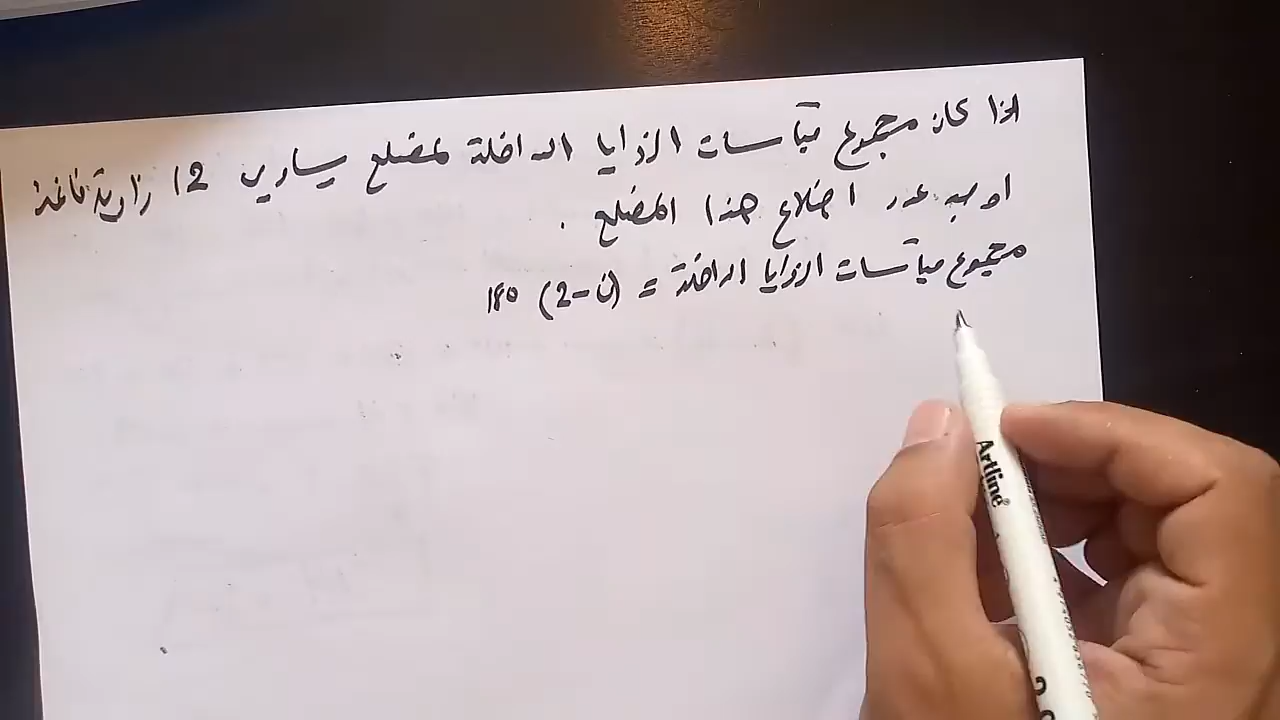 اذا كان مجموع قياسات الزوايا الداخلة لمضلع يساوي 12 زاوية قائمة
اوجد عدد اضلاع هذا المضلع .
مجموع قياسات الزوايا الداخلة = (ن-2) 180
Artline